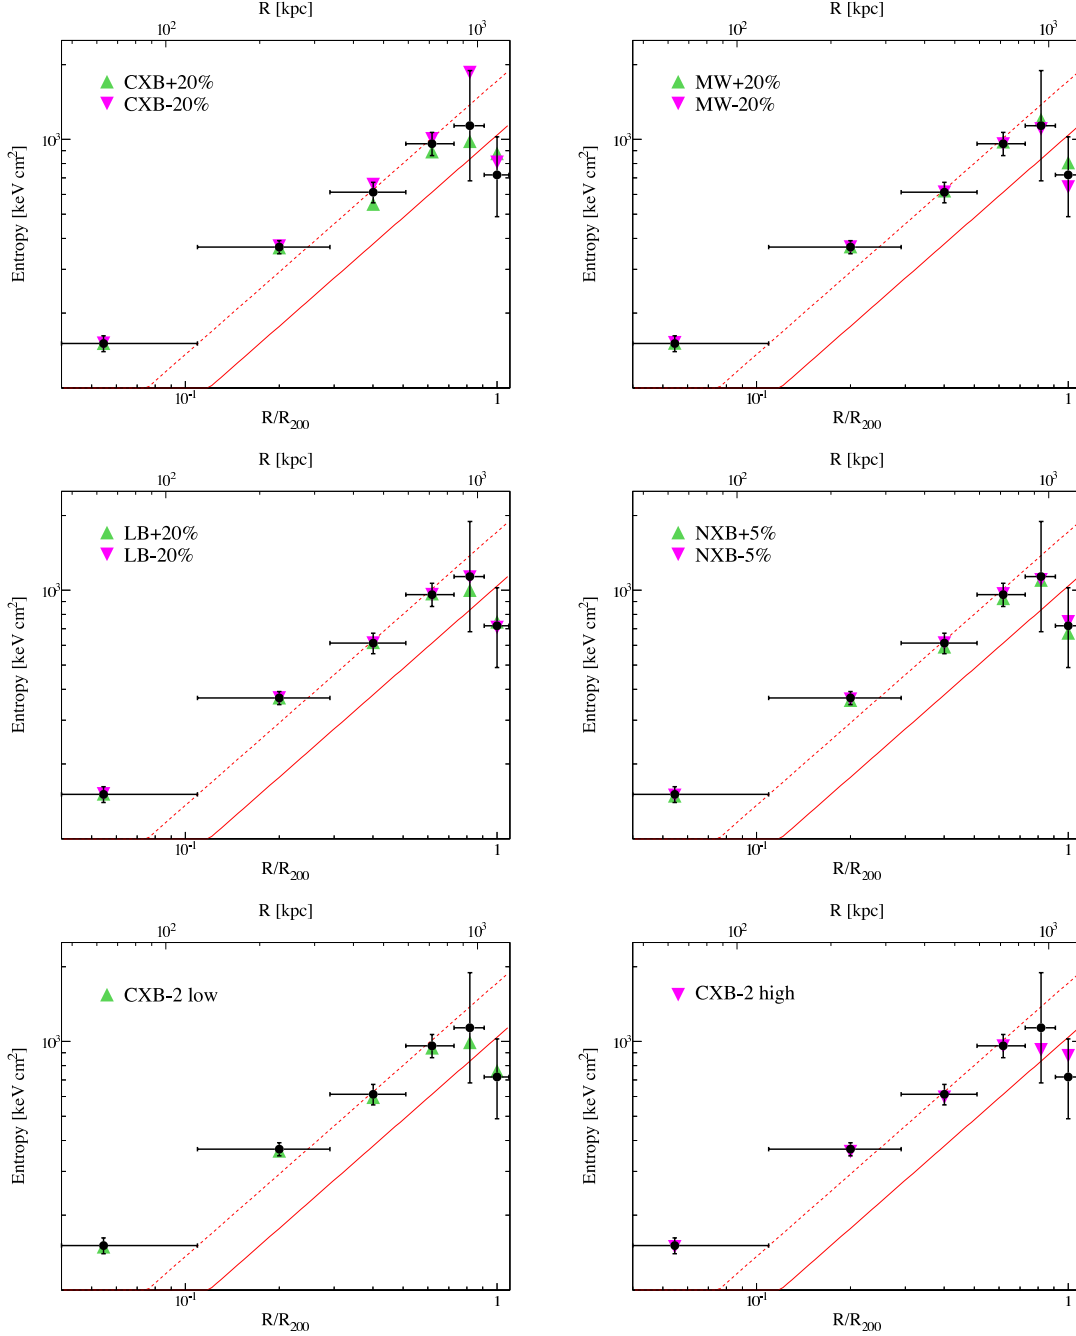 R [kpc]
10² 10³
CXB+20%
CXB-20%
10³
Entropy [keV cm²]
10⁻¹ 1
R/R₂₀₀
R [kpc]
10² 10³
MW+20%
MW-20%
10³
Entropy [keV cm²]
10⁻¹ 1
R/R₂₀₀
R [kpc]
10² 10³
LB+20%
LB-20%
10³
Entropy [keV cm²]
10⁻¹ 1
R/R₂₀₀
R [kpc]
10² 10³
NXB+5%
NXB-5%
10³
Entropy [keV cm²]
10⁻¹ 1
R/R₂₀₀
R [kpc]
10² 10³
CXB-2 low
10³
Entropy [keV cm²]
10⁻¹ 1
R/R₂₀₀
R [kpc]
10² 10³
CXB-2 high
10³
Entropy [keV cm²]
10⁻¹ 1
R/R₂₀₀